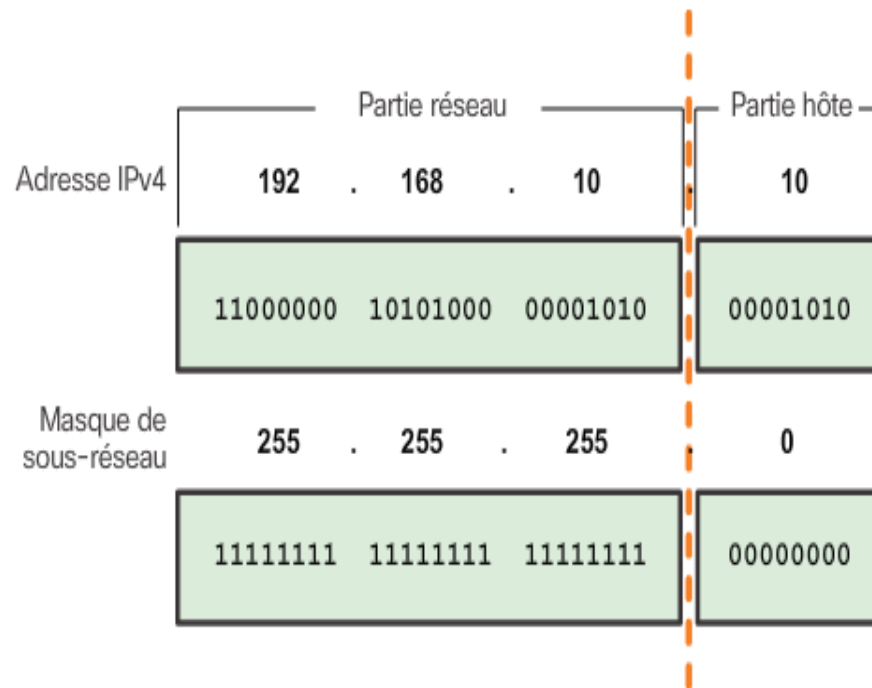 Partie réseau Partie hôte
Adresse IPv4 192 . 168 . 10 . 10
11000000 10101000 00001010 00001010
Masque de
sous-réseau 255 . 255 . 255 . 0
11111111 11111111 11111111 00000000